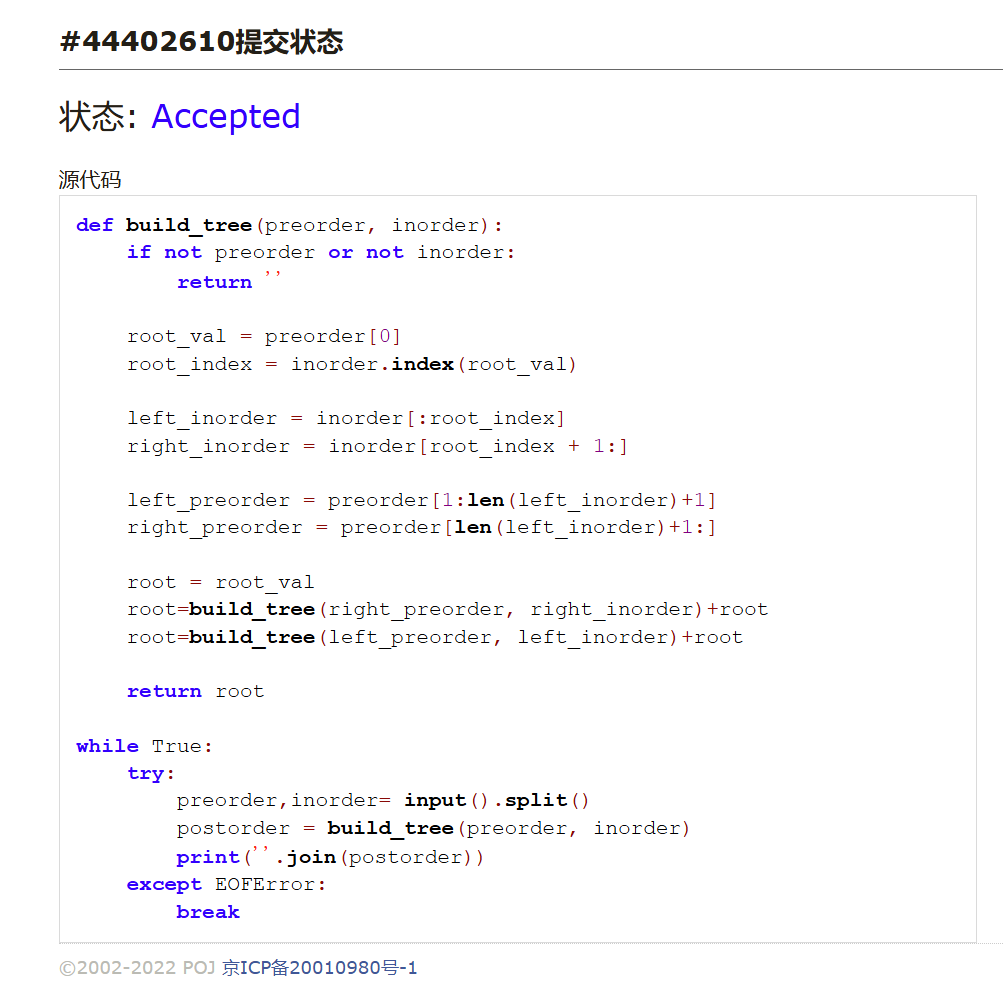 #44402610提交状态
状态: Accepted
源代码
def build_tree(preorder, inorder):
    if not preorder or not inorder:
        return ''
    root_val = preorder[0]
    root_index = inorder.index(root_val)
    left_inorder = inorder[:root_index]
    right_inorder = inorder[root_index + 1:]
    left_preorder = preorder[1:len(left_inorder)+1]
    right_preorder = preorder[len(left_inorder)+1:]
    root = root_val
    root=build_tree(right_preorder, right_inorder)+root
    root=build_tree(left_preorder, left_inorder)+root
    return root
while True:
    try:
        preorder,inorder= input().split()
        postorder = build_tree(preorder, inorder)
        print(''.join(postorder))
    except EOFError:
        break
©2002-2022 POJ 京ICP备20010980号-1